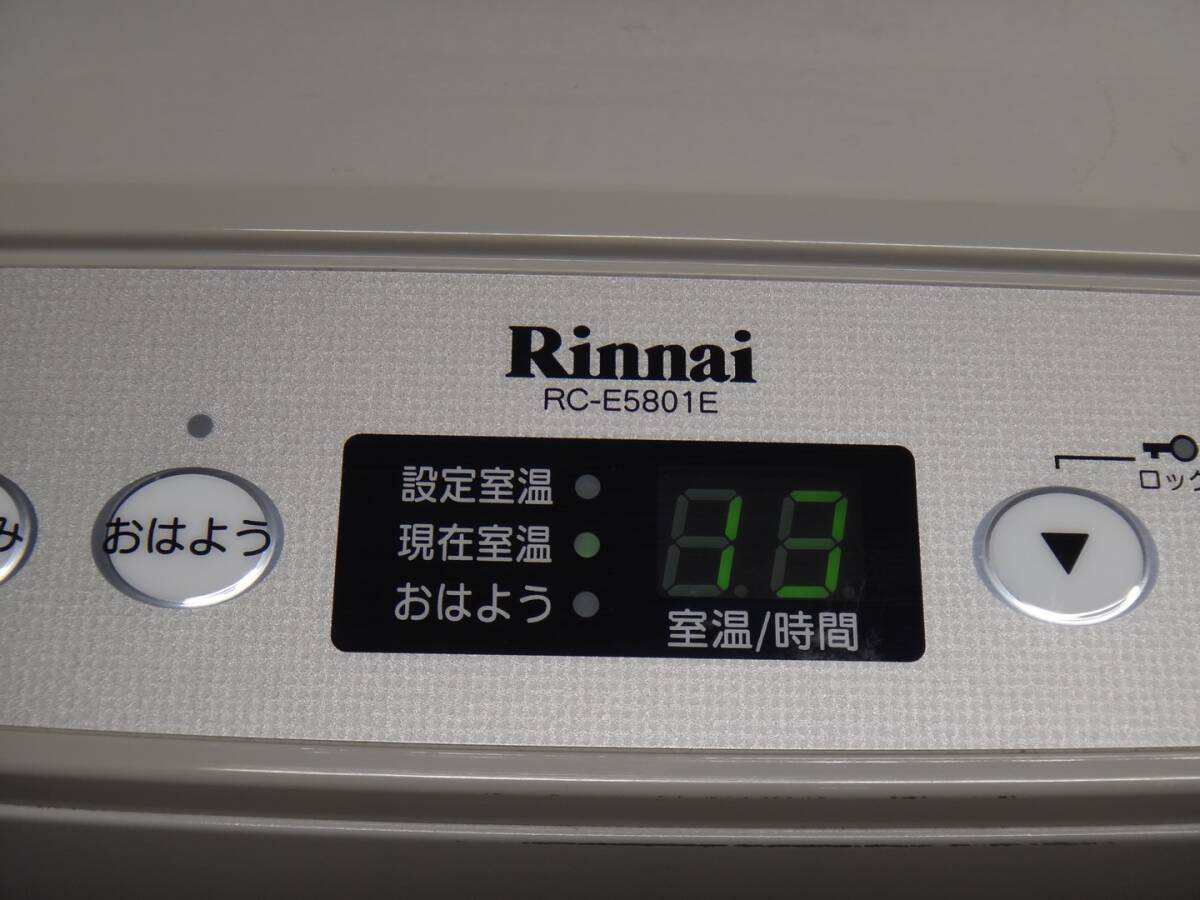 Rinnai
RC-E5801E
み
おはよう
設定室温
現在室温
おはよう
13
室温/時間
▼
ロック